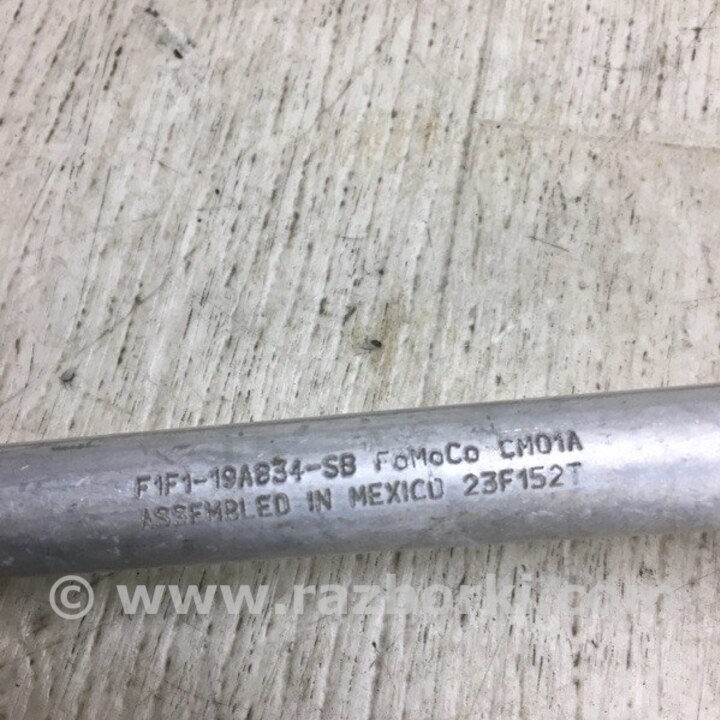 F1F1-19A834-SB FoMoCo CM01A
ASSEMBLED IN MEXICO 23F152T
© www.razborki.com